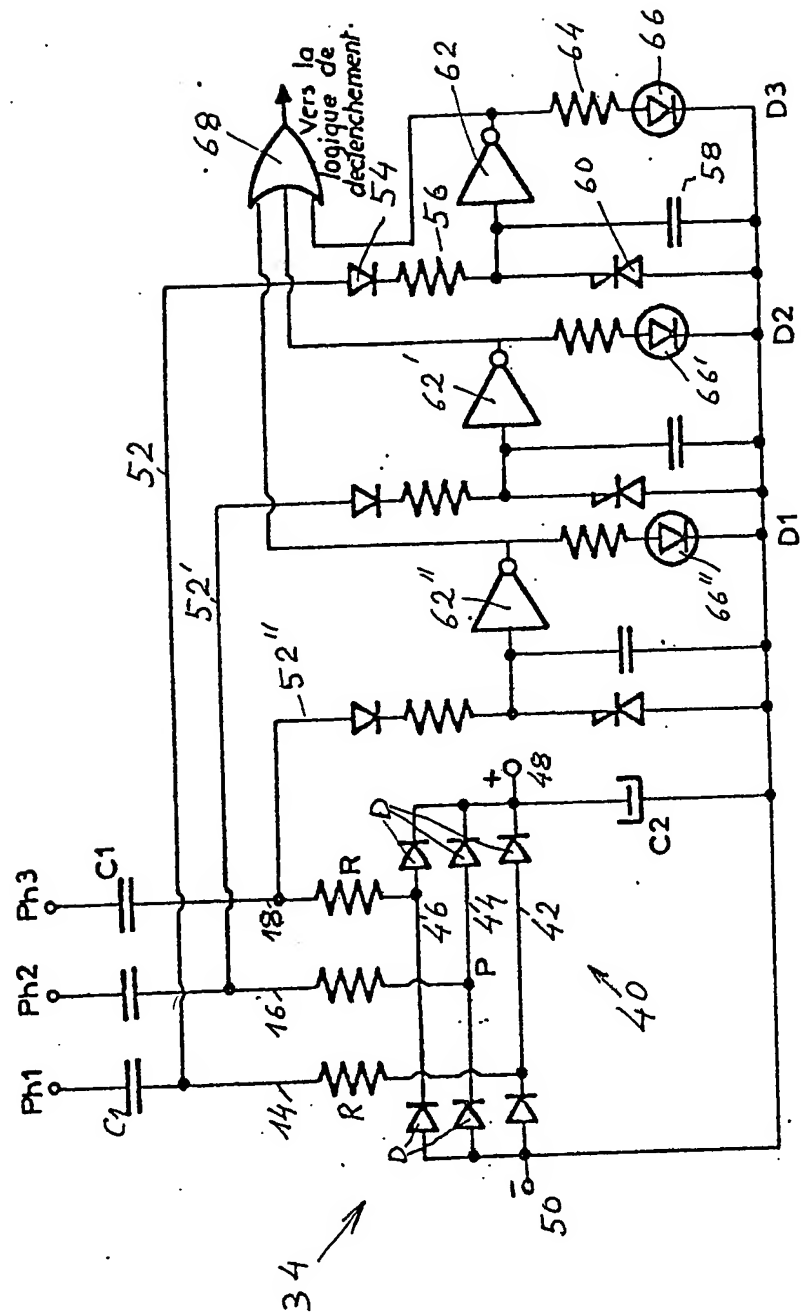 Ph1
Ph2
Ph3
C1
C1
52
52'
52"
68
Vers la
logique de
declenchement.
54
56
14
16
18
R
R
D
D
P
46
44
42
+
48
−
50
C2
40
34
62"
62'
62
60
58
64
66"
66'
66
D1
D2
D3